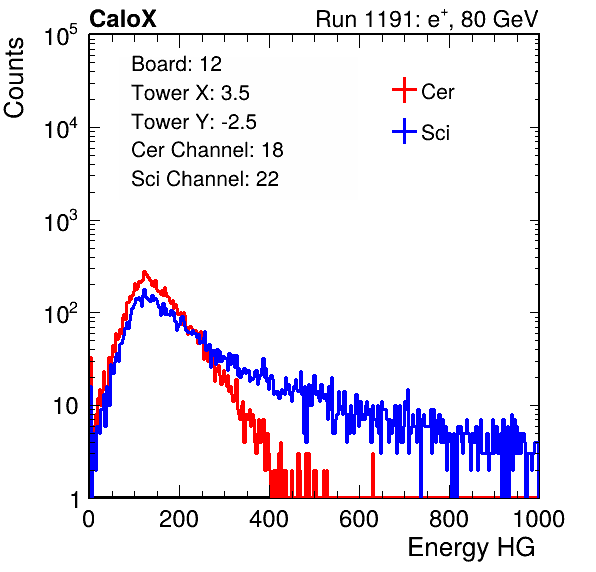 CaloX Run 1191: e⁺, 80 GeV
Counts
10⁵
10⁴
10³
10²
10
1
Board: 12
Tower X: 3.5
Tower Y: -2.5
Cer Channel: 18
Sci Channel: 22
Cer
Sci
0 200 400 600 800 1000
Energy HG